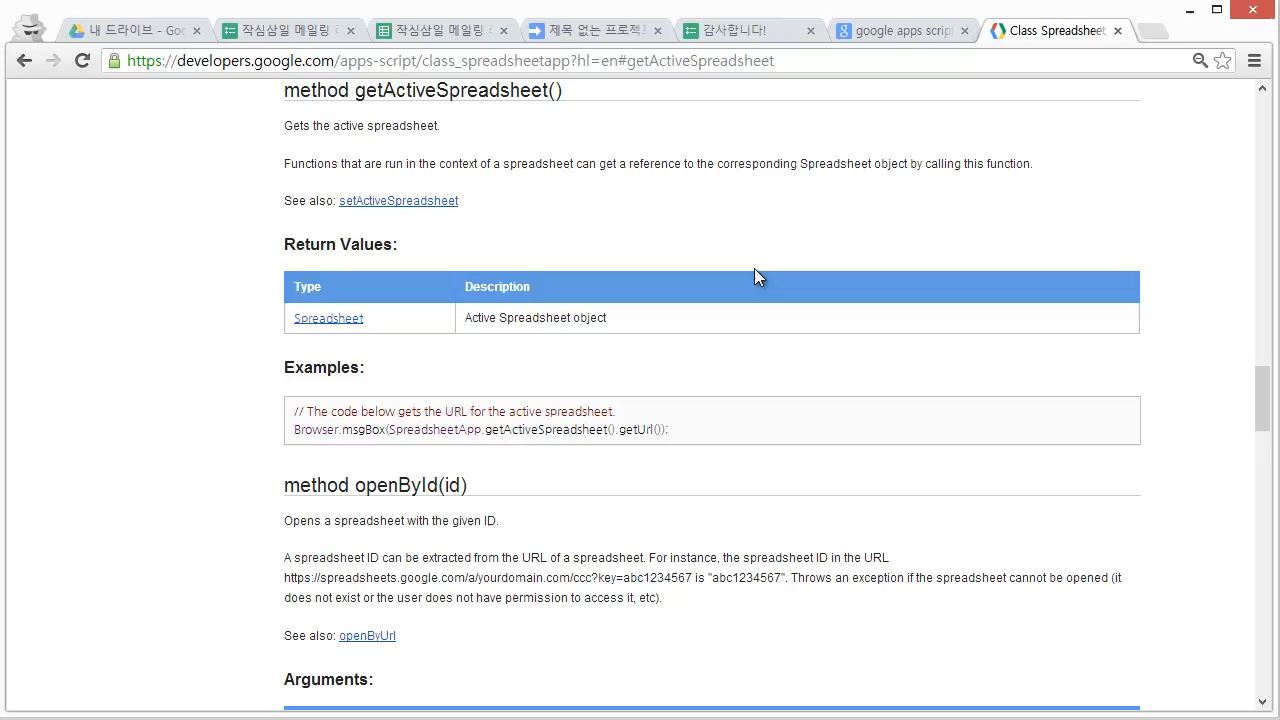 내 드라이브 - Goo
작심삼일 메일링
작심삼일 메일링
제목 없는 프로젝트
감사합니다!
google apps scrip
Class Spreadsheet
https://developers.google.com/apps-script/class_spreadsheetapp?hl=en#getActiveSpreadsheet
method getActiveSpreadsheet()
Gets the active spreadsheet.
Functions that are run in the context of a spreadsheet can get a reference to the corresponding Spreadsheet object by calling this function.
See also: setActiveSpreadsheet
Return Values:
Type Description
Spreadsheet Active Spreadsheet object
Examples:
// The code below gets the URL for the active spreadsheet.
Browser.msgBox(SpreadsheetApp.getActiveSpreadsheet().getUrl());
method openById(id)
Opens a spreadsheet with the given ID.
A spreadsheet ID can be extracted from the URL of a spreadsheet. For instance, the spreadsheet ID in the URL
https://spreadsheets.google.com/a/yourdomain.com/ccc?key=abc1234567 is "abc1234567". Throws an exception if the spreadsheet cannot be opened (it
does not exist or the user does not have permission to access it, etc).
See also: openByUrl
Arguments: